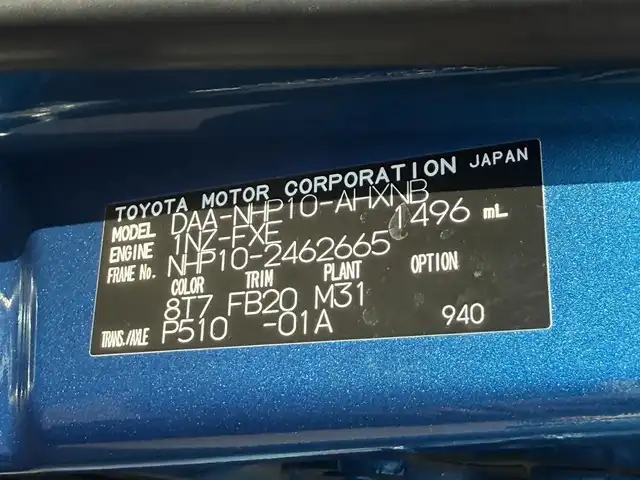 TOYOTA MOTOR CORPORATION JAPAN
MODEL DAA-NHP10-AHXNB
ENGINE 1NZ-FXE 1496 mL
FRAME No. NHP10-2462665
COLOR TRIM PLANT OPTION
8T7 FB20 M31
TRANS./AXLE P510 -01A 940